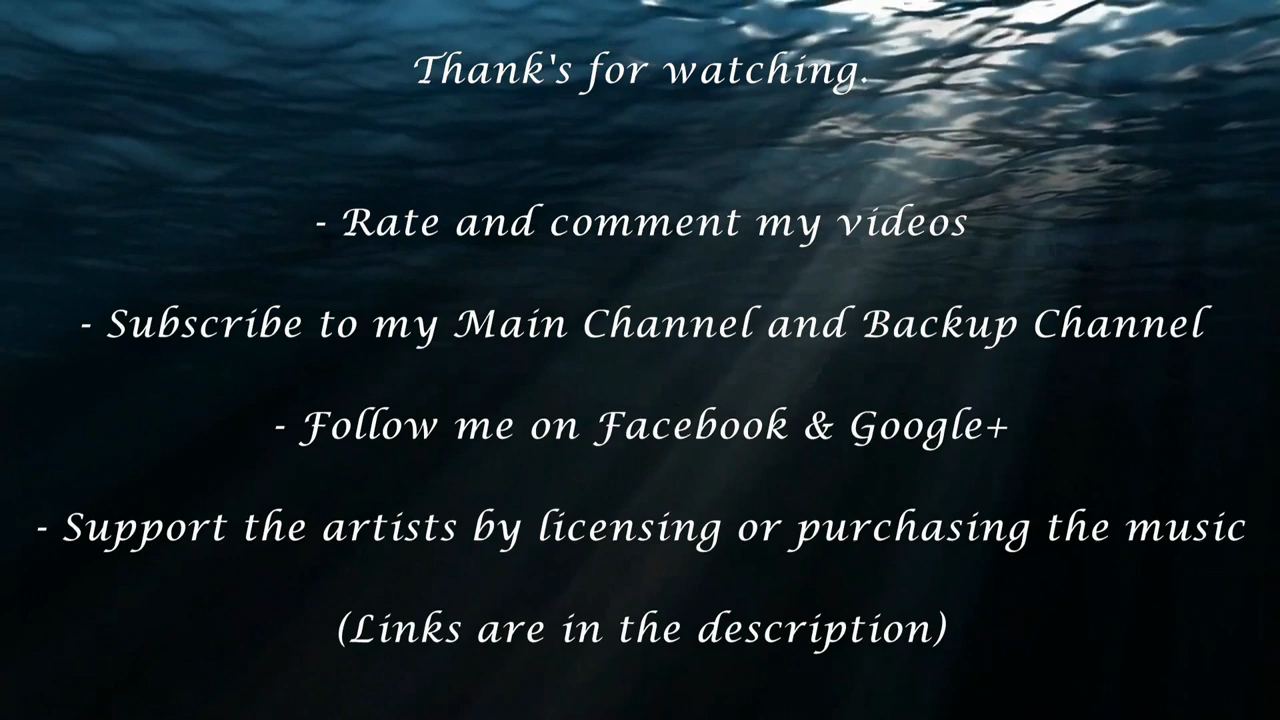 Thank's for watching.
- Rate and comment my videos
- Subscribe to my Main Channel and Backup Channel
- Follow me on Facebook & Google+
- Support the artists by licensing or purchasing the music
(Links are in the description)